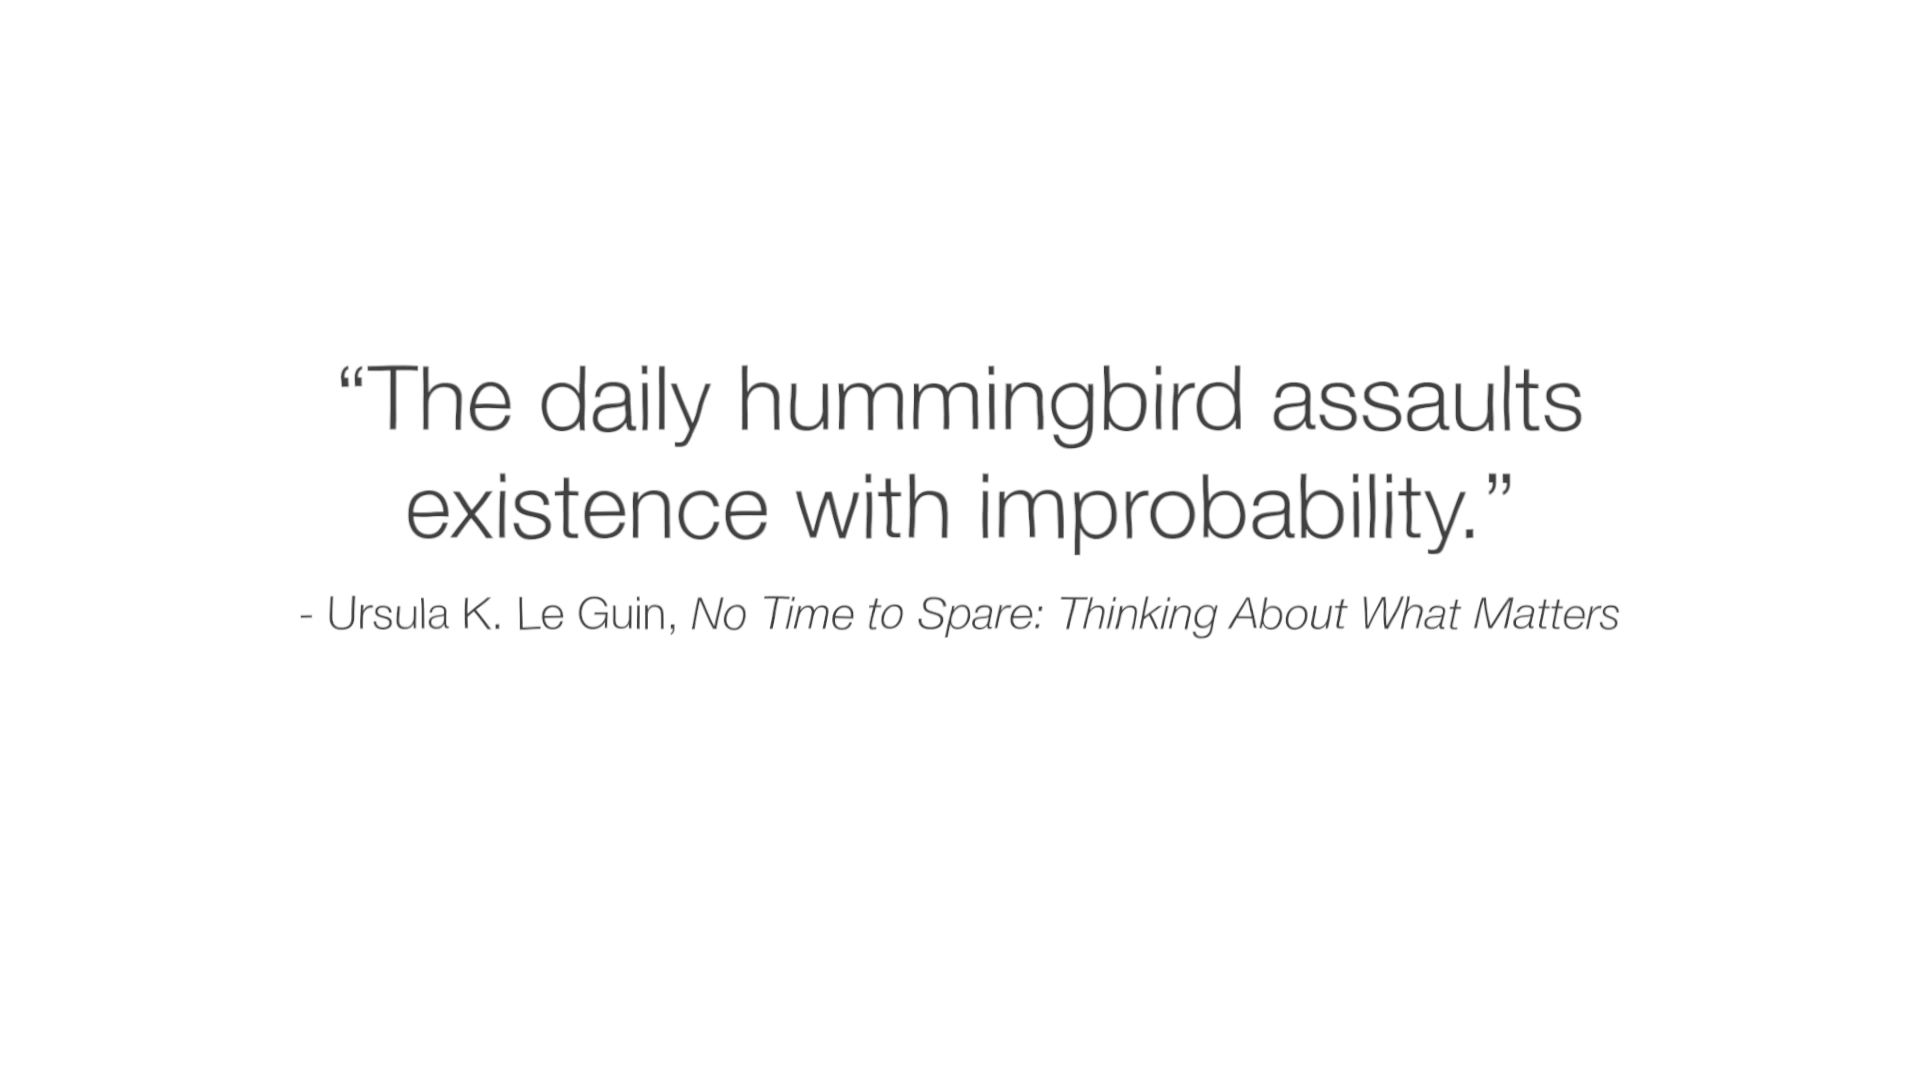 “The daily hummingbird assaults
existence with improbability.”
- Ursula K. Le Guin, No Time to Spare: Thinking About What Matters